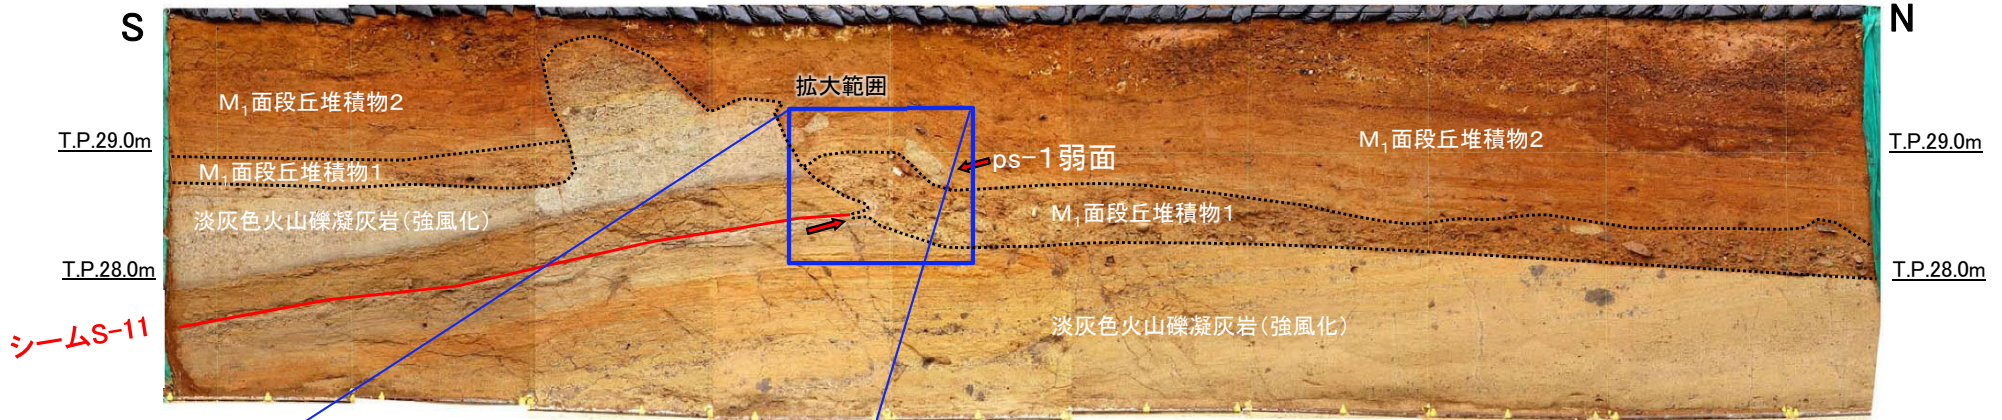 S
N
拡大範囲
M₁面段丘堆積物2
T.P.29.0m
M₁面段丘堆積物2
T.P.29.0m
ps-1弱面
M₁面段丘堆積物1
M₁面段丘堆積物1
淡灰色火山礫凝灰岩(強風化)
T.P.28.0m
T.P.28.0m
シームS-11
淡灰色火山礫凝灰岩(強風化)